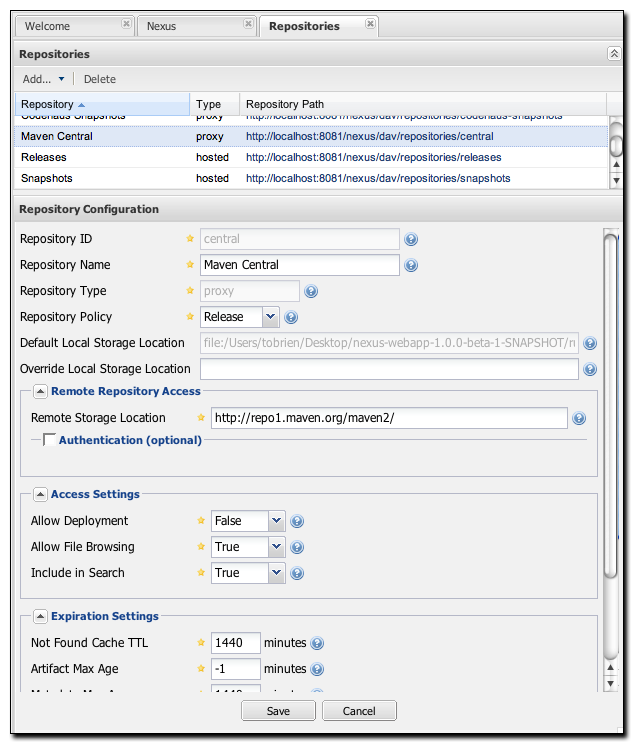 Welcome Nexus Repositories
Repositories
Add... Delete
Repository Type Repository Path
Codehaus Snapshots proxy http://localhost:8081/nexus/dav/repositories/codehaus-snapshots
Maven Central proxy http://localhost:8081/nexus/dav/repositories/central
Releases hosted http://localhost:8081/nexus/dav/repositories/releases
Snapshots hosted http://localhost:8081/nexus/dav/repositories/snapshots
Repository Configuration
Repository ID central
Repository Name Maven Central
Repository Type proxy
Repository Policy Release
Default Local Storage Location file:/Users/tobrien/Desktop/nexus-webapp-1.0.0-beta-1-SNAPSHOT/
Override Local Storage Location
Remote Repository Access
Remote Storage Location http://repo1.maven.org/maven2/
Authentication (optional)
Access Settings
Allow Deployment False
Allow File Browsing True
Include in Search True
Expiration Settings
Not Found Cache TTL 1440 minutes
Artifact Max Age -1 minutes
1440 minutes
Save Cancel